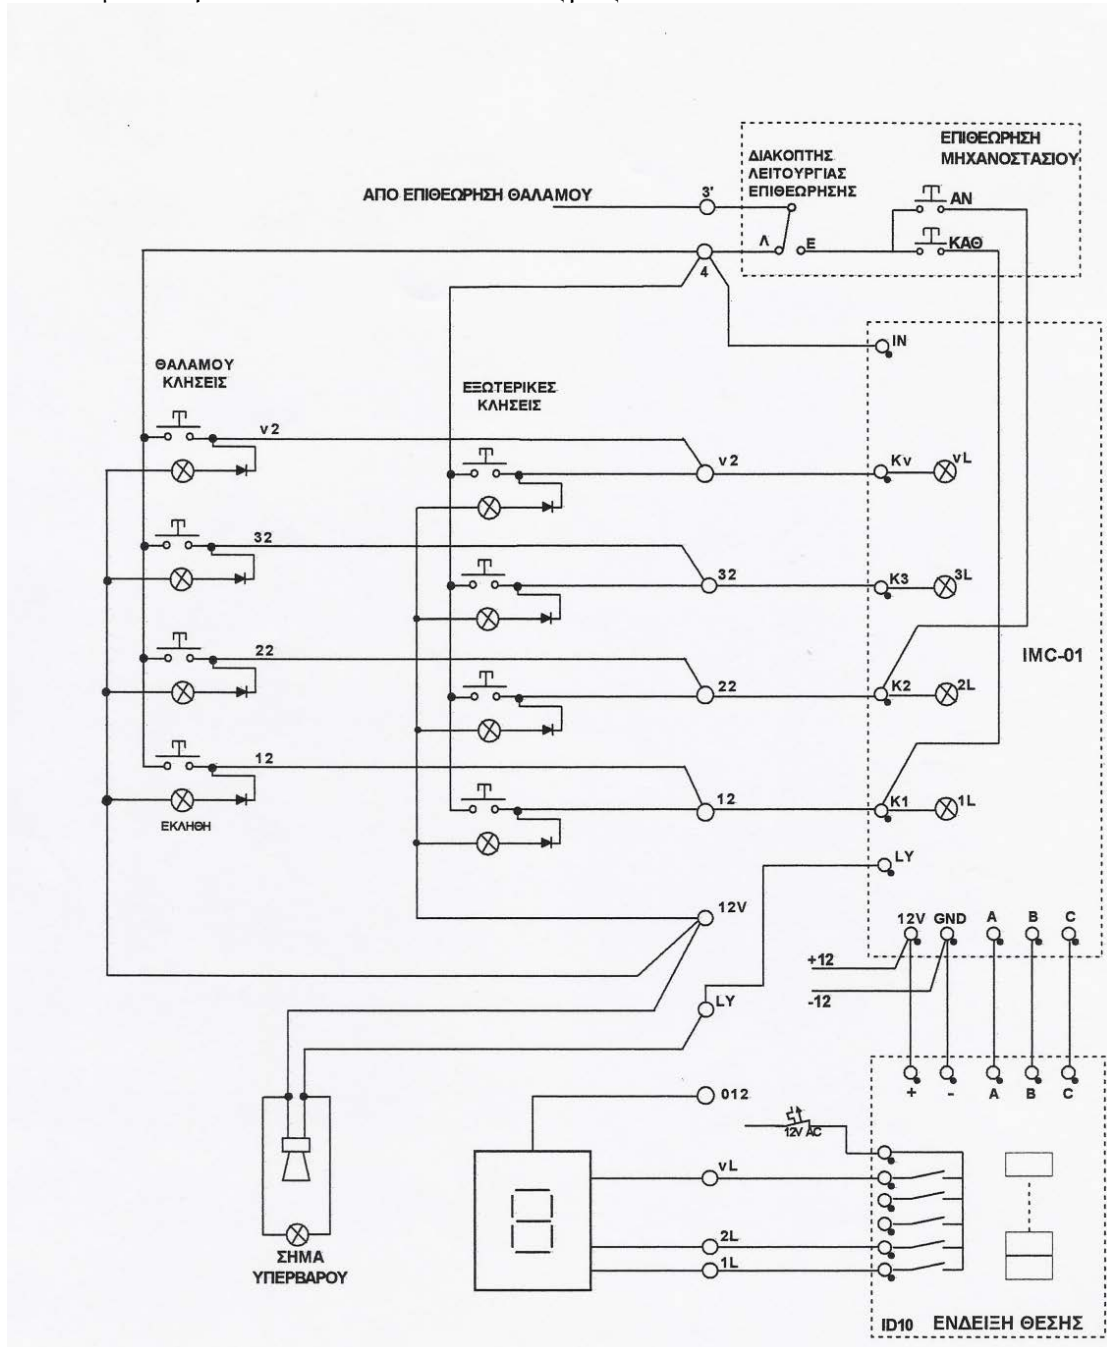 ΕΠΙΘΕΩΡΗΣΗ
ΜΗΧΑΝΟΣΤΑΣΙΟΥ
ΔΙΑΚΟΠΤΗΣ
ΛΕΙΤΟΥΡΓΙΑΣ
ΕΠΙΘΕΩΡΗΣΗΣ
ΑΠΟ ΕΠΙΘΕΩΡΗΣΗ ΘΑΛΑΜΟΥ
3'
ΑΝ
Λ
Ε
ΚΑΘ
4
IN
ΘΑΛΑΜΟΥ
ΚΛΗΣΕΙΣ
ΕΞΩΤΕΡΙΚΕΣ
ΚΛΗΣΕΙΣ
v2
v2
Kv
vL
32
32
K3
3L
22
22
K2
2L
IMC-01
12
12
K1
1L
ΕΚΛΗΘΗ
LY
12V
12V GND A B C
+12
-12
LY
+ - A B C
012
12V AC
vL
2L
1L
ΣΗΜΑ
ΥΠΕΡΒΑΡΟΥ
ID10 ΕΝΔΕΙΞΗ ΘΕΣΗΣ